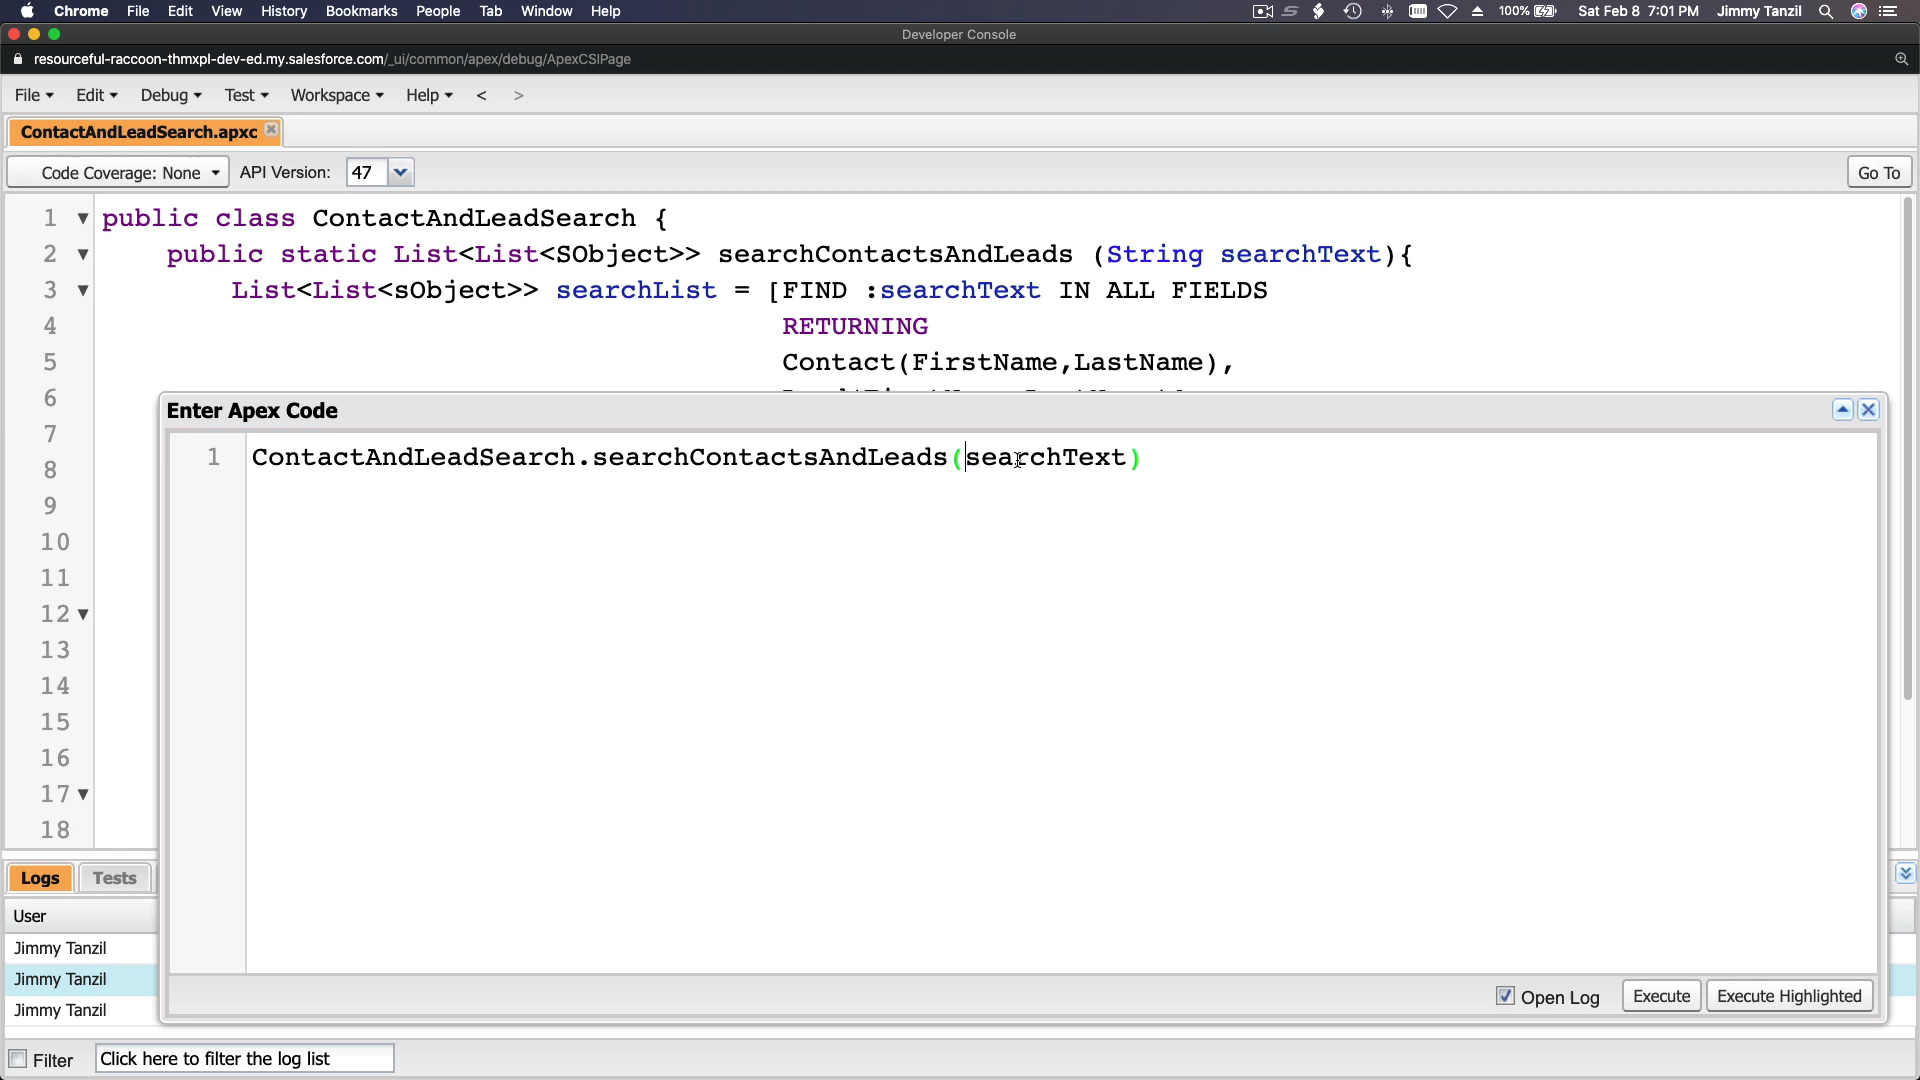 Chrome File Edit View History Bookmarks People Tab Window Help 100% Sat Feb 8 7:01 PM Jimmy Tanzil
Developer Console
resourceful-raccoon-thmxpl-dev-ed.my.salesforce.com/_ui/common/apex/debug/ApexCSIPage
File Edit Debug Test Workspace Help < >
ContactAndLeadSearch.apxc
Code Coverage: None API Version: 47 Go To
1 public class ContactAndLeadSearch {
2 public static List<List<SObject>> searchContactsAndLeads (String searchText){
3 List<List<sObject>> searchList = [FIND :searchText IN ALL FIELDS
4 RETURNING
5 Contact(FirstName,LastName),
6
Enter Apex Code
7
1 ContactAndLeadSearch.searchContactsAndLeads(searchText)
8
9
10
11
12
13
14
15
16
17
18
Logs Tests
User
Jimmy Tanzil
Jimmy Tanzil
Jimmy Tanzil
Open Log Execute Execute Highlighted
Filter Click here to filter the log list